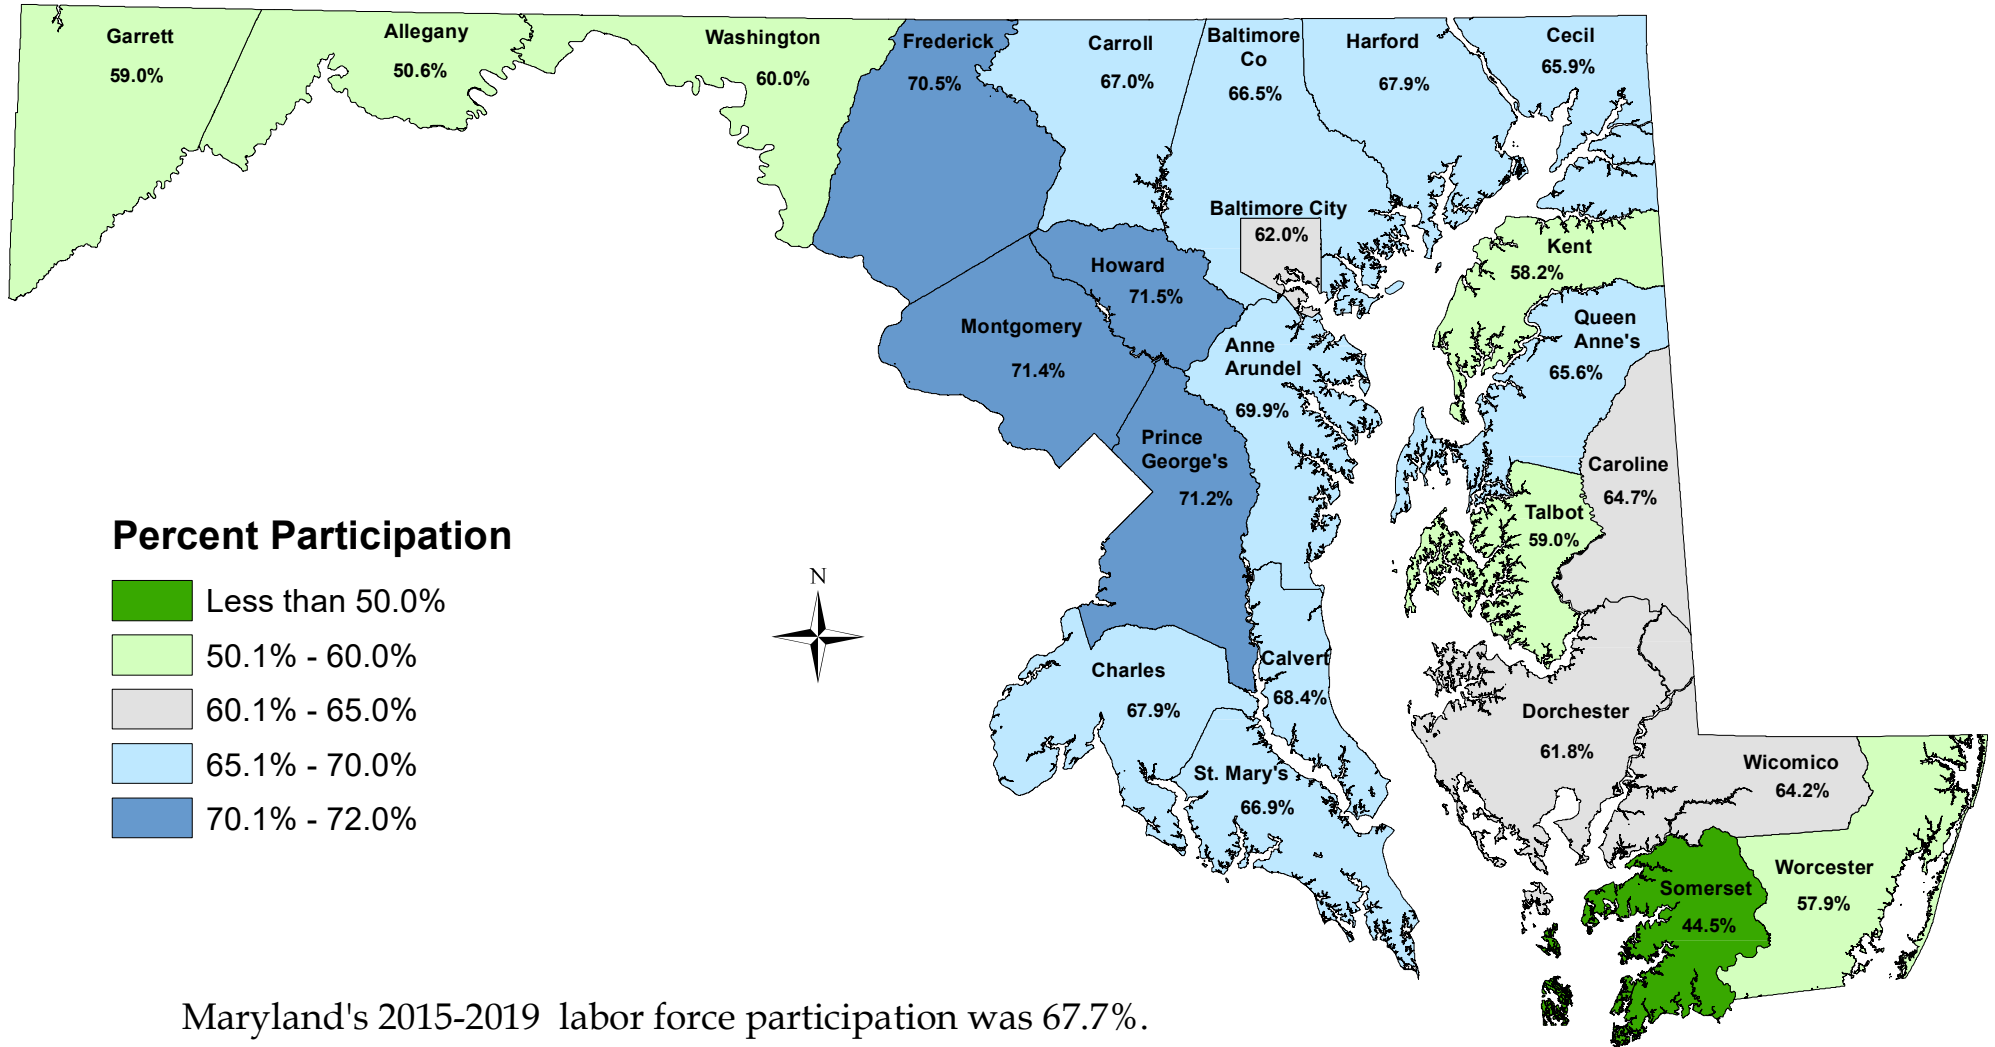 Garrett
59.0%
Allegany
50.6%
Washington
60.0%
Frederick
70.5%
Carroll
67.0%
Baltimore
Co
66.5%
Harford
67.9%
Cecil
65.9%
Baltimore City
62.0%
Kent
58.2%
Howard
71.5%
Queen
Anne's
65.6%
Montgomery
71.4%
Anne
Arundel
69.9%
Prince
George's
71.2%
Caroline
64.7%
Talbot
59.0%
Percent Participation
Less than 50.0%
50.1% - 60.0%
60.1% - 65.0%
65.1% - 70.0%
70.1% - 72.0%
N
Charles
67.9%
Calvert
68.4%
Dorchester
61.8%
St. Mary's
66.9%
Wicomico
64.2%
Worcester
57.9%
Somerset
44.5%
Maryland's 2015-2019  labor force participation was 67.7%.